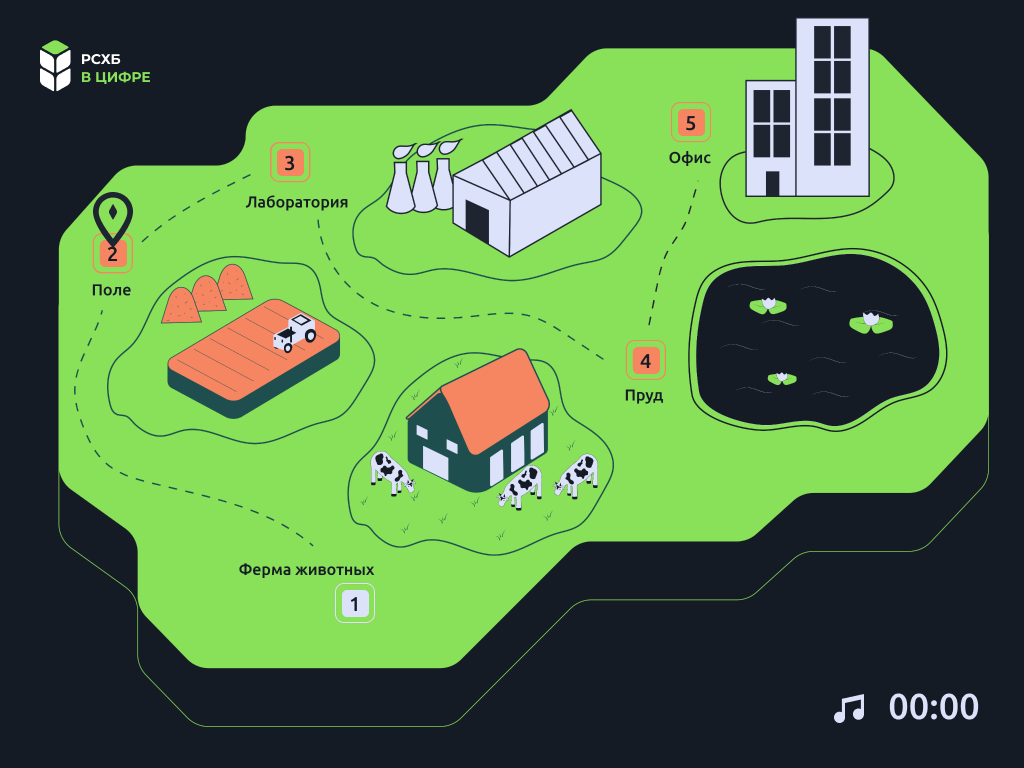 РСХБ
В ЦИФРЕ
5
Офис
3
Лаборатория
2
Поле
4
Пруд
Ферма животных
1
00:00